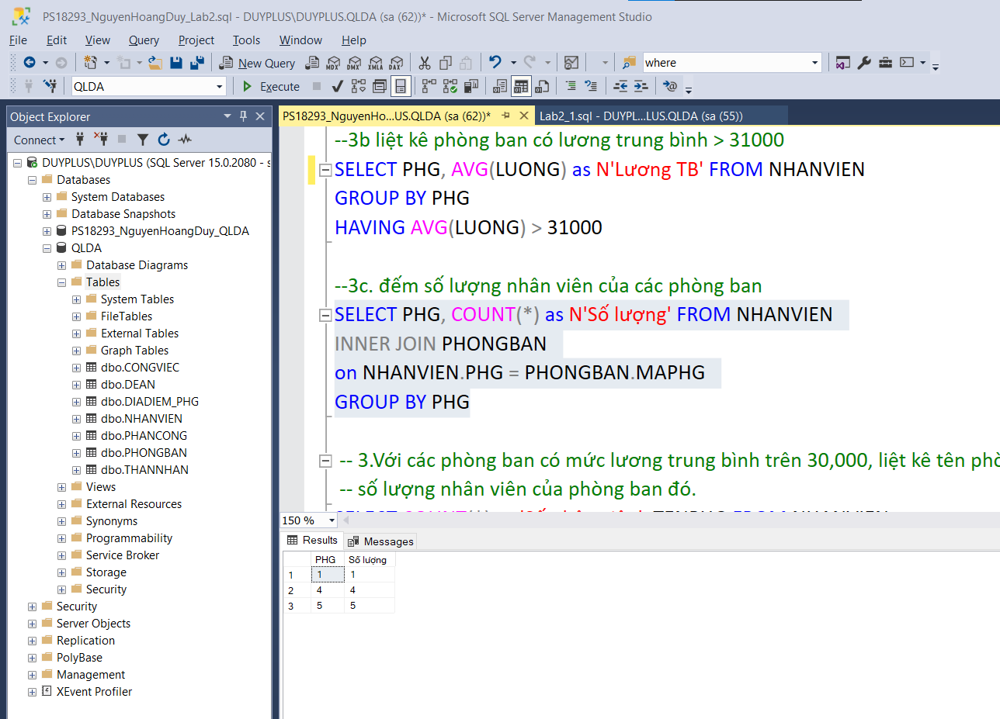 PS18293_NguyenHoangDuy_Lab2.sql - DUYPLUS\DUYPLUS.QLDA (sa (62))* - Microsoft SQL Server Management Studio
File Edit View Query Project Tools Window Help
New Query MDX DMX XMLA DAX where
QLDA Execute
Object Explorer
Connect
DUYPLUS\DUYPLUS (SQL Server 15.0.2080 - s
Databases
System Databases
Database Snapshots
PS18293_NguyenHoangDuy_QLDA
QLDA
Database Diagrams
Tables
System Tables
FileTables
External Tables
Graph Tables
dbo.CONGVIEC
dbo.DEAN
dbo.DIADIEM_PHG
dbo.NHANVIEN
dbo.PHANCONG
dbo.PHONGBAN
dbo.THANNHAN
Views
External Resources
Synonyms
Programmability
Service Broker
Storage
Security
Security
Server Objects
Replication
PolyBase
Management
XEvent Profiler
PS18293_NguyenHo...US.QLDA (sa (62))* Lab2_1.sql - DUYPL...LUS.QLDA (sa (55))
--3b liệt kê phòng ban có lương trung bình > 31000
SELECT PHG, AVG(LUONG) as N'Lương TB' FROM NHANVIEN
GROUP BY PHG
HAVING AVG(LUONG) > 31000
--3c. đếm số lượng nhân viên của các phòng ban
SELECT PHG, COUNT(*) as N'Số lượng' FROM NHANVIEN
INNER JOIN PHONGBAN
on NHANVIEN.PHG = PHONGBAN.MAPHG
GROUP BY PHG
-- 3.Với các phòng ban có mức lương trung bình trên 30,000, liệt kê tên phò
-- số lượng nhân viên của phòng ban đó.
150 %
Results Messages
PHG Số lượng
1 1 1
2 4 4
3 5 5